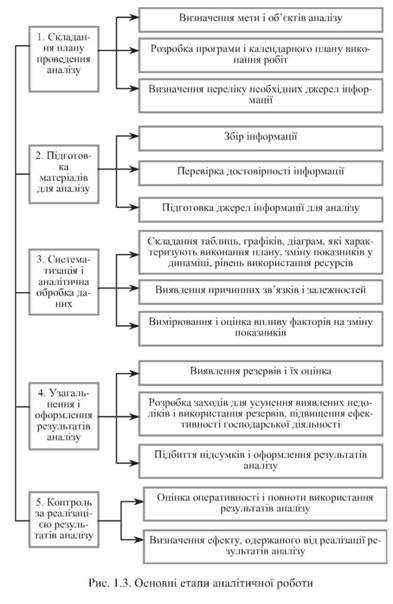 1. Складан-
ня плану
проведення
аналізу
Визначення мети і об’єктів аналізу
Розробка програми і календарного плану вико-
нання робіт
Визначення переліку необхідних джерел інфор-
мації
2. Підготов-
ка
матеріалів
для аналізу
Збір інформації
Перевірка достовірності інформації
Підготовка джерел інформації для аналізу
3. Система-
тизація і
аналітична
обробка да-
них
Складання таблиць, графіків, діаграм, які харак-
теризують виконання плану, зміну показників у
динаміці, рівень використання ресурсів
Виявлення причинних зв’язків і залежностей
Вимірювання і оцінка впливу факторів на зміну
показників
4. Узагаль-
нення і
оформлення
результатів
аналізу
Виявлення резервів і їх оцінка
Розробка заходів для усунення виявлених недо-
ліків і використання резервів, підвищення ефек-
тивності господарської діяльності
Підбиття підсумків і оформлення результатів
аналізу
5. Контроль
за реалізаці-
єю резуль-
татів аналізу
Оцінка оперативності і повноти використання
результатів аналізу
Визначення ефекту, одержаного від реалізації ре-
зультатів аналізу
Рис. 1.3. Основні етапи аналітичної роботи